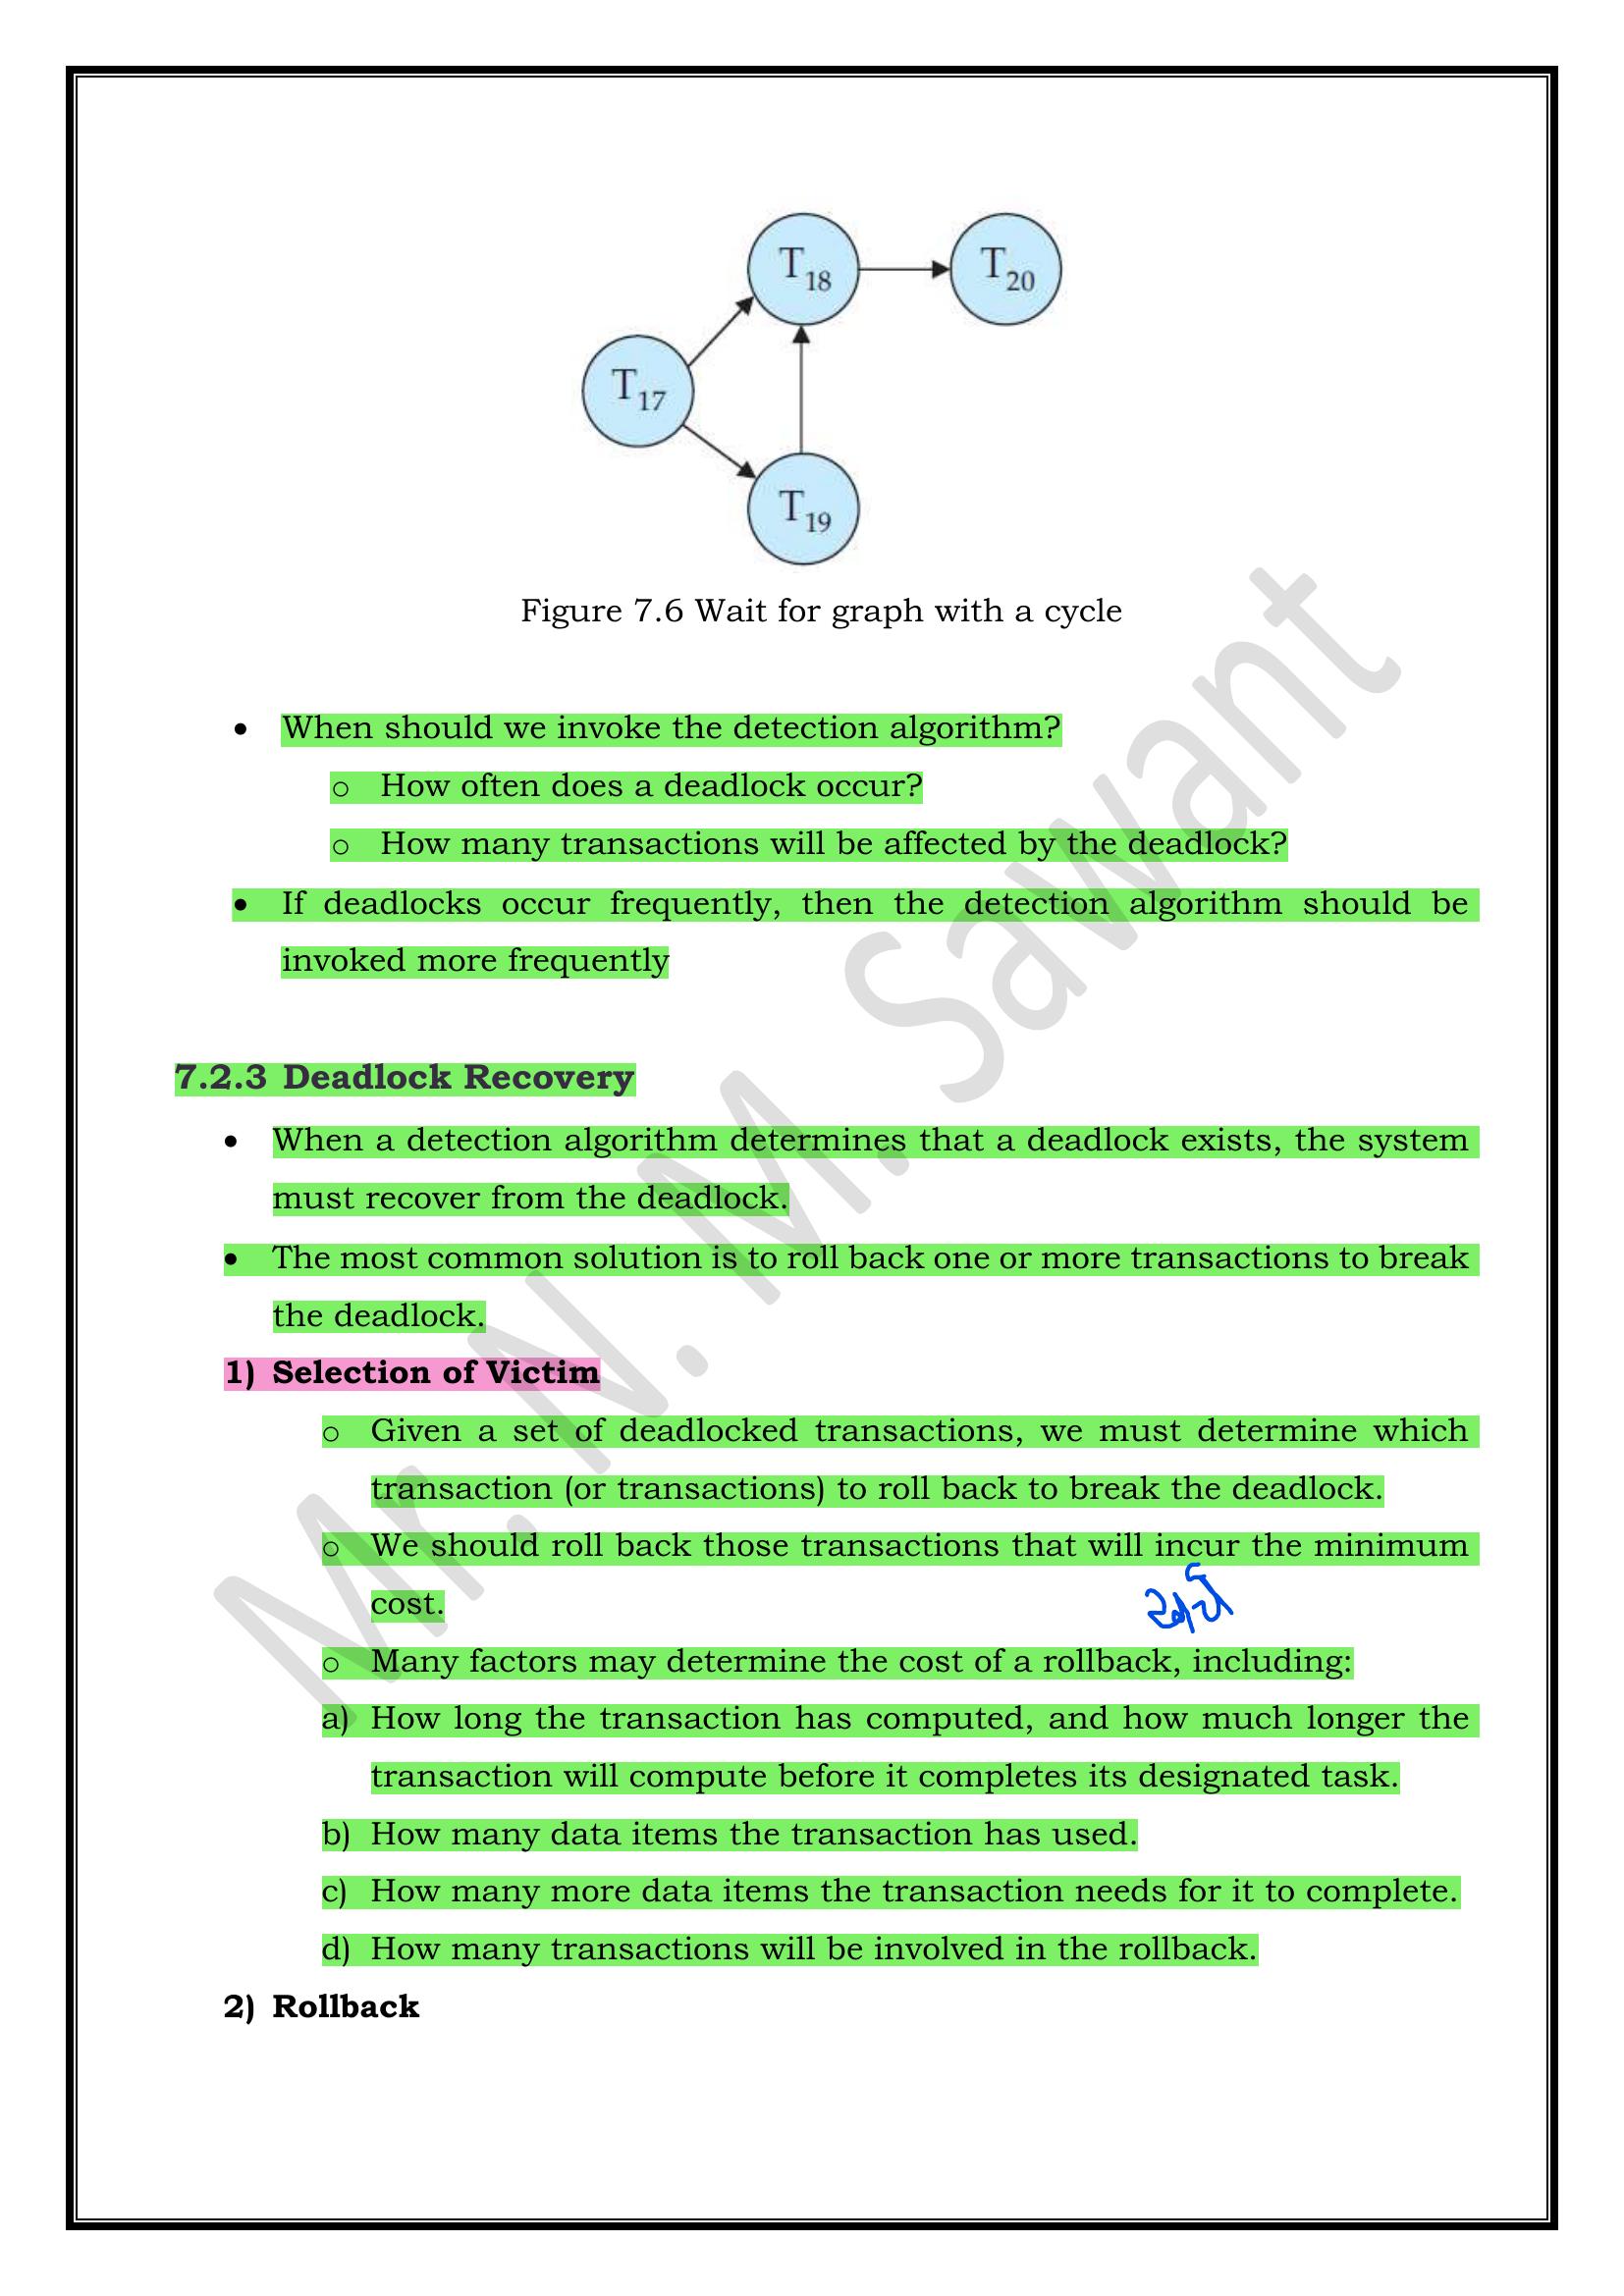 T18
T20
T17
T19
Figure 7.6 Wait for graph with a cycle
• When should we invoke the detection algorithm?
o How often does a deadlock occur?
o How many transactions will be affected by the deadlock?
• If deadlocks occur frequently, then the detection algorithm should be
invoked more frequently
7.2.3 Deadlock Recovery
• When a detection algorithm determines that a deadlock exists, the system
must recover from the deadlock.
• The most common solution is to roll back one or more transactions to break
the deadlock.
1) Selection of Victim
o Given a set of deadlocked transactions, we must determine which
transaction (or transactions) to roll back to break the deadlock.
o We should roll back those transactions that will incur the minimum
cost.
o Many factors may determine the cost of a rollback, including:
a) How long the transaction has computed, and how much longer the
transaction will compute before it completes its designated task.
b) How many data items the transaction has used.
c) How many more data items the transaction needs for it to complete.
d) How many transactions will be involved in the rollback.
2) Rollback
Mr. N. M. Sawant